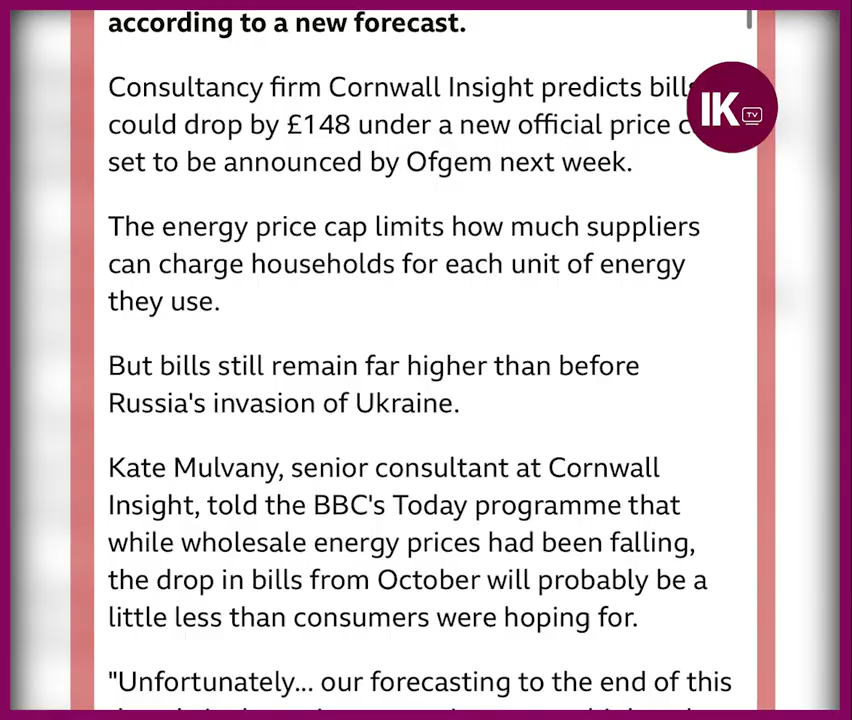 according to a new forecast.
Consultancy firm Cornwall Insight predicts bills
could drop by £148 under a new official price
set to be announced by Ofgem next week.
The energy price cap limits how much suppliers
can charge households for each unit of energy
they use.
But bills still remain far higher than before
Russia's invasion of Ukraine.
Kate Mulvany, senior consultant at Cornwall
Insight, told the BBC's Today programme that
while wholesale energy prices had been falling,
the drop in bills from October will probably be a
little less than consumers were hoping for.
"Unfortunately... our forecasting to the end of this
IK TV